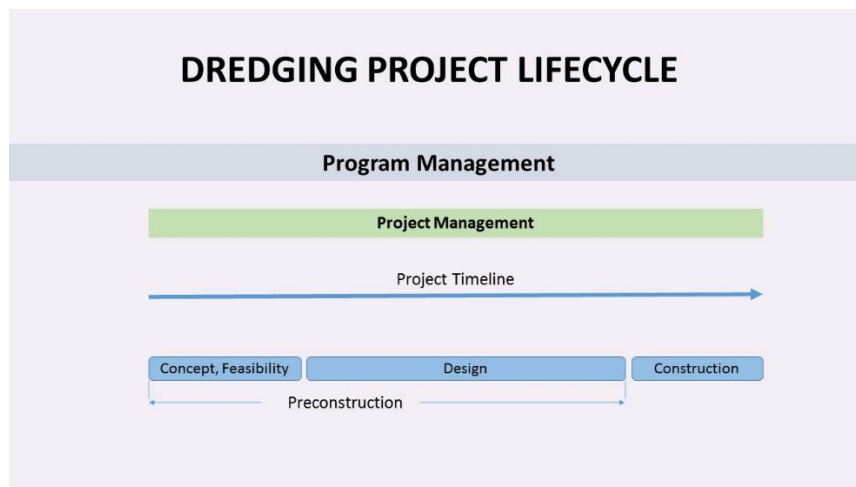 DREDGING PROJECT LIFECYCLE
Program Management
Project Management
Project Timeline
Concept, Feasibility
Design
Construction
Preconstruction